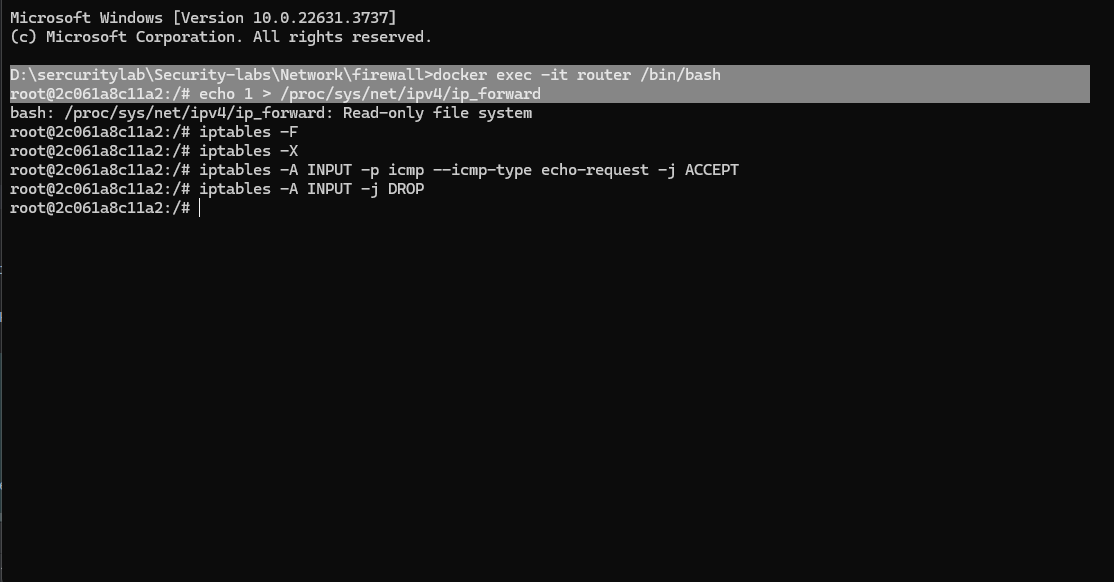 Microsoft Windows [Version 10.0.22631.3737]
(c) Microsoft Corporation. All rights reserved.
D:\sercuritylab\Security-labs\Network\firewall>docker exec -it router /bin/bash
root@2c061a8c11a2:/# echo 1 > /proc/sys/net/ipv4/ip_forward
bash: /proc/sys/net/ipv4/ip_forward: Read-only file system
root@2c061a8c11a2:/# iptables -F
root@2c061a8c11a2:/# iptables -X
root@2c061a8c11a2:/# iptables -A INPUT -p icmp --icmp-type echo-request -j ACCEPT
root@2c061a8c11a2:/# iptables -A INPUT -j DROP
root@2c061a8c11a2:/#